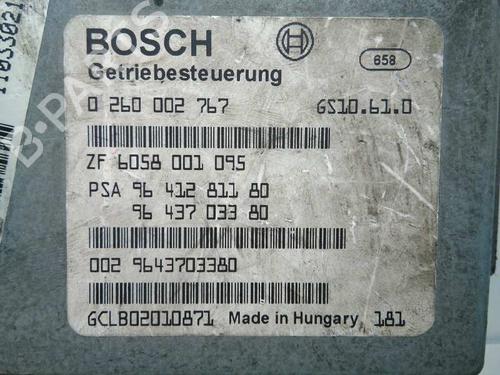 BOSCH
658
Getriebesteuerung
0 260 002 767 GS10.61.0
ZF 6058 001 095
PSA 96 412 811 80
96 437 033 80
002 9643703380
GCLB02010871 Made in Hungary 181
B-PARTS